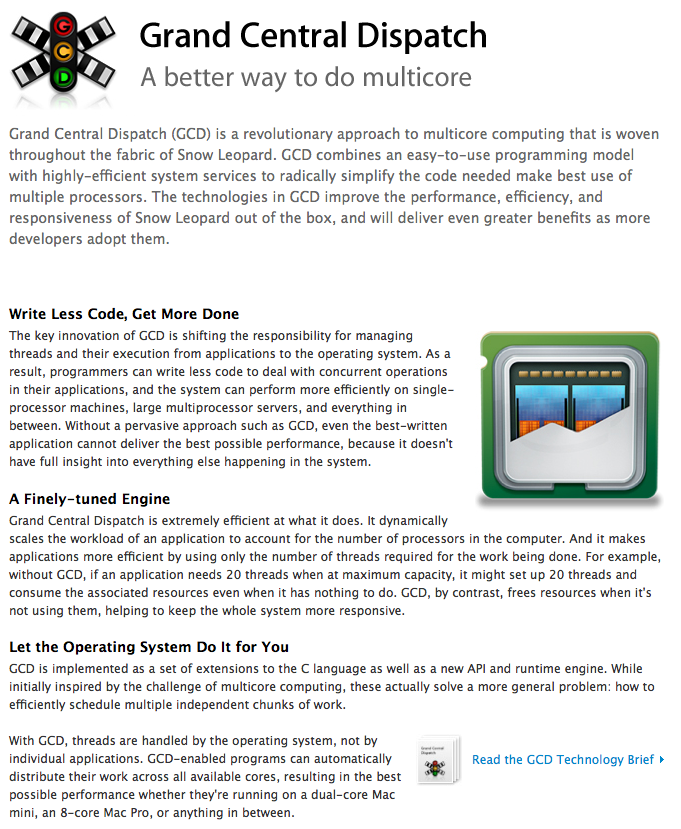 G
C
D
Grand Central Dispatch
A better way to do multicore
Grand Central Dispatch (GCD) is a revolutionary approach to multicore computing that is woven
throughout the fabric of Snow Leopard. GCD combines an easy-to-use programming model
with highly-efficient system services to radically simplify the code needed make best use of
multiple processors. The technologies in GCD improve the performance, efficiency, and
responsiveness of Snow Leopard out of the box, and will deliver even greater benefits as more
developers adopt them.
Write Less Code, Get More Done
The key innovation of GCD is shifting the responsibility for managing
threads and their execution from applications to the operating system. As a
result, programmers can write less code to deal with concurrent operations
in their applications, and the system can perform more efficiently on single-
processor machines, large multiprocessor servers, and everything in
between. Without a pervasive approach such as GCD, even the best-written
application cannot deliver the best possible performance, because it doesn't
have full insight into everything else happening in the system.
A Finely-tuned Engine
Grand Central Dispatch is extremely efficient at what it does. It dynamically
scales the workload of an application to account for the number of processors in the computer. And it makes
applications more efficient by using only the number of threads required for the work being done. For example,
without GCD, if an application needs 20 threads when at maximum capacity, it might set up 20 threads and
consume the associated resources even when it has nothing to do. GCD, by contrast, frees resources when it's
not using them, helping to keep the whole system more responsive.
Let the Operating System Do It for You
GCD is implemented as a set of extensions to the C language as well as a new API and runtime engine. While
initially inspired by the challenge of multicore computing, these actually solve a more general problem: how to
efficiently schedule multiple independent chunks of work.
With GCD, threads are handled by the operating system, not by
individual applications. GCD-enabled programs can automatically
distribute their work across all available cores, resulting in the best
possible performance whether they're running on a dual-core Mac
mini, an 8-core Mac Pro, or anything in between.
Grand Central
Dispatch
Read the GCD Technology Brief